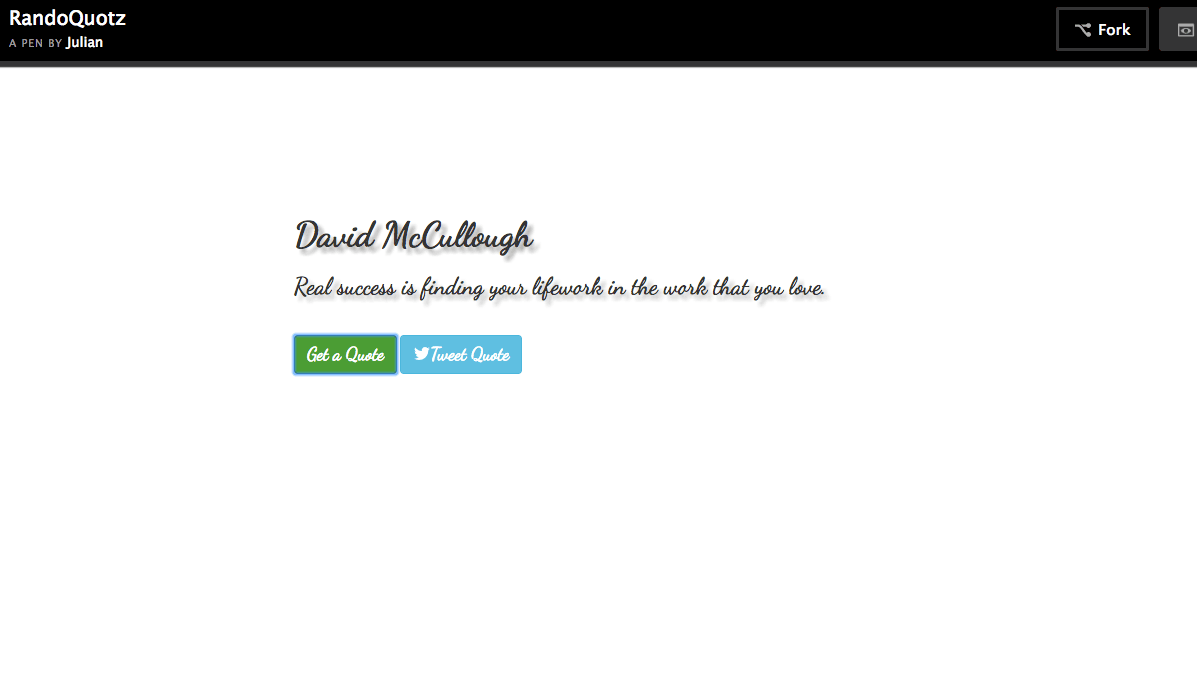 RandoQuotz
A PEN BY Julian
Fork
David McCullough
Real success is finding your lifework in the work that you love.
Get a Quote
Tweet Quote